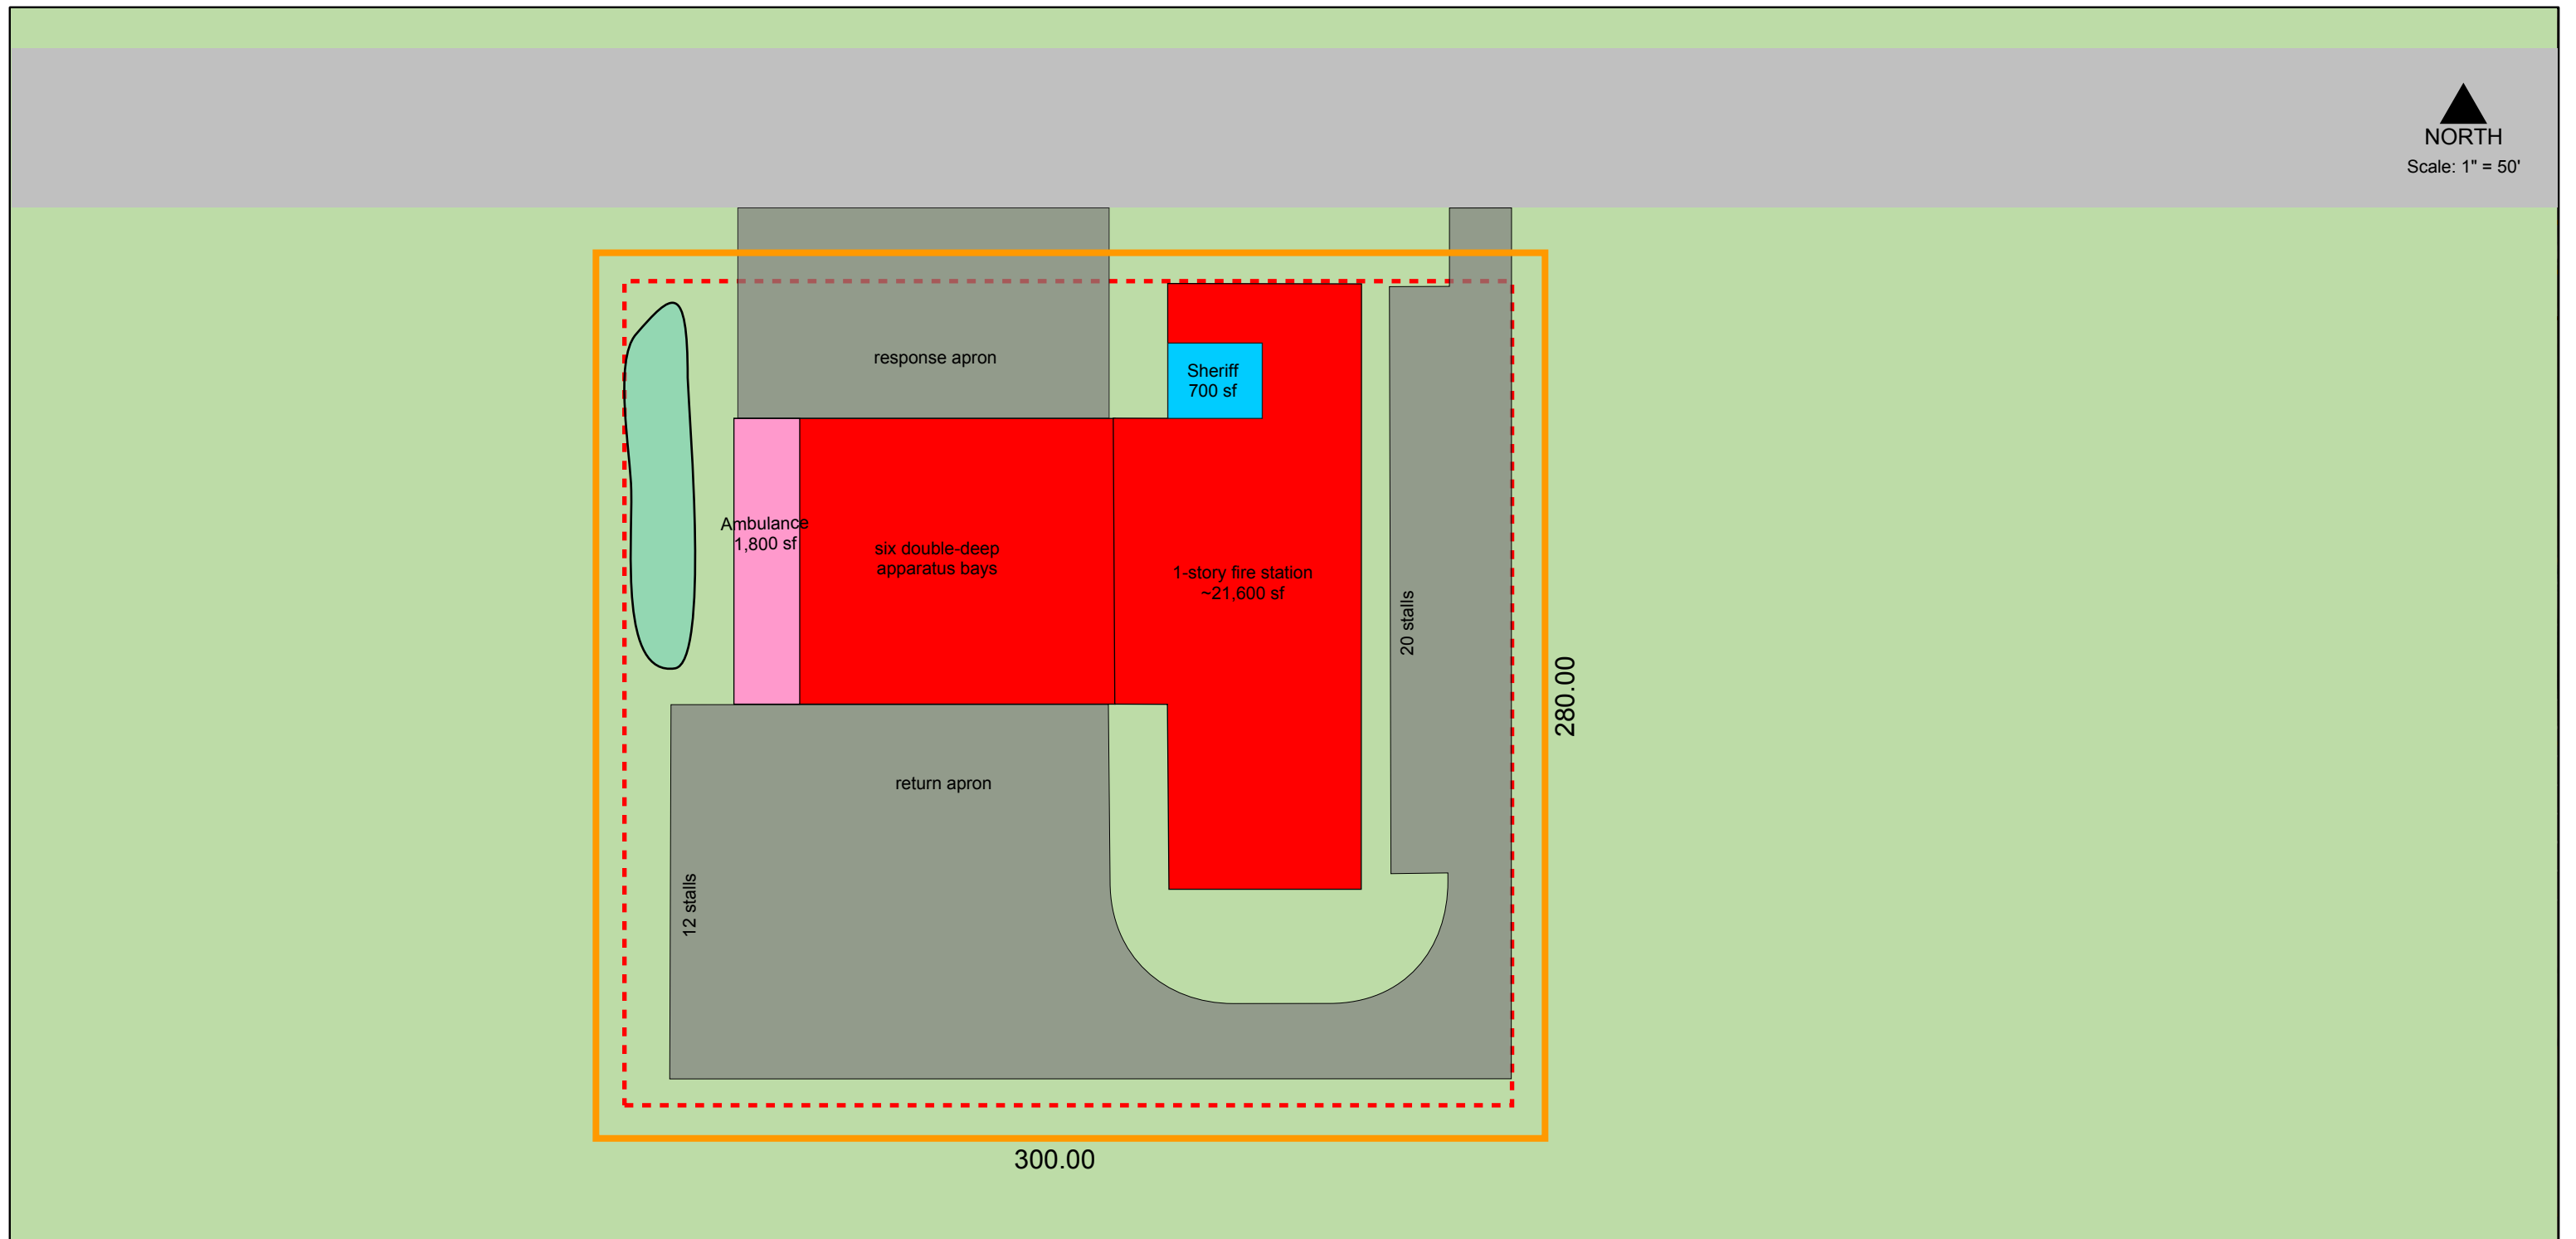 NORTH
Scale: 1" = 50'
response apron
Sheriff
700 sf
Ambulance
1,800 sf
six double-deep
apparatus bays
1-story fire station
~21,600 sf
20 stalls
280.00
return apron
12 stalls
300.00